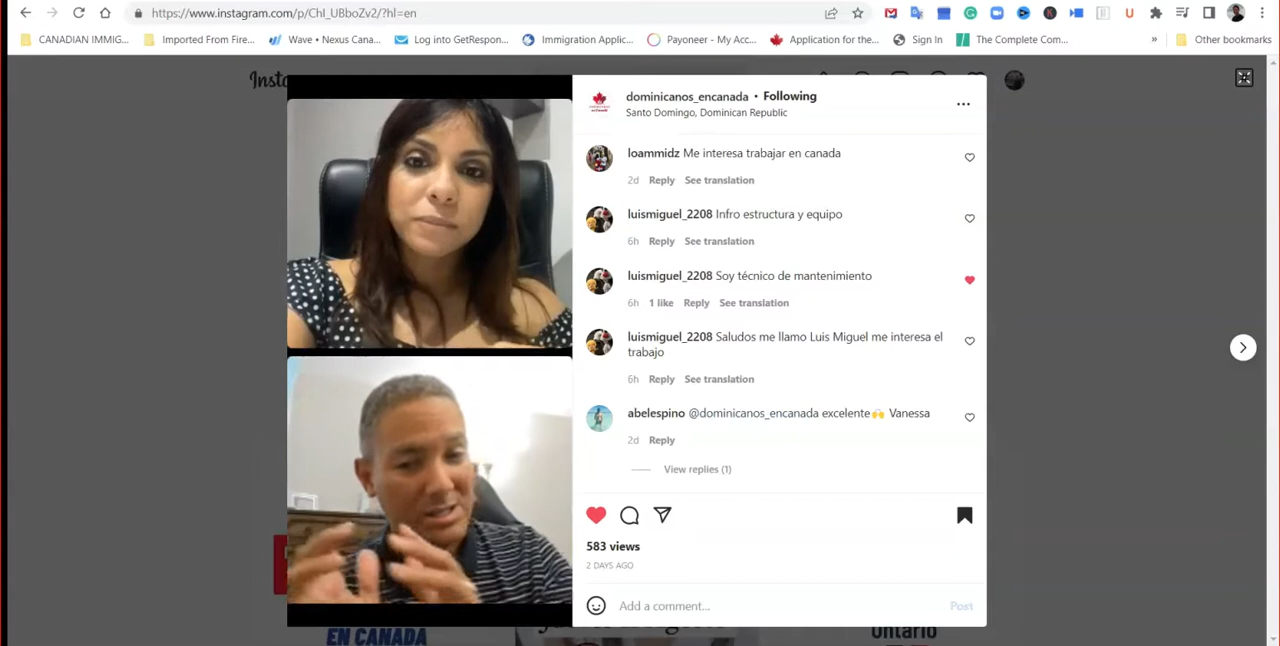 https://www.instagram.com/p/ChI_UBboZv2/?hl=en
CANADIAN IMMIG...
Imported From Fire...
Wave • Nexus Cana...
Log into GetRespon...
Immigration Applic...
Payoneer - My Acc...
Application for the...
Sign In
The Complete Com...
»
Other bookmarks
dominicanos_encanada • Following
Santo Domingo, Dominican Republic
loammidz Me interesa trabajar en canada
2d Reply See translation
luismiguel_2208 Infro estructura y equipo
6h Reply See translation
luismiguel_2208 Soy técnico de mantenimiento
6h 1 like Reply See translation
luismiguel_2208 Saludos me llamo Luis Miguel me interesa el
trabajo
6h Reply See translation
abelespino @dominicanos_encanada excelente🙌 Vanessa
2d Reply
View replies (1)
583 views
2 DAYS AGO
Add a comment...
Post
EN CANADA
Ontario